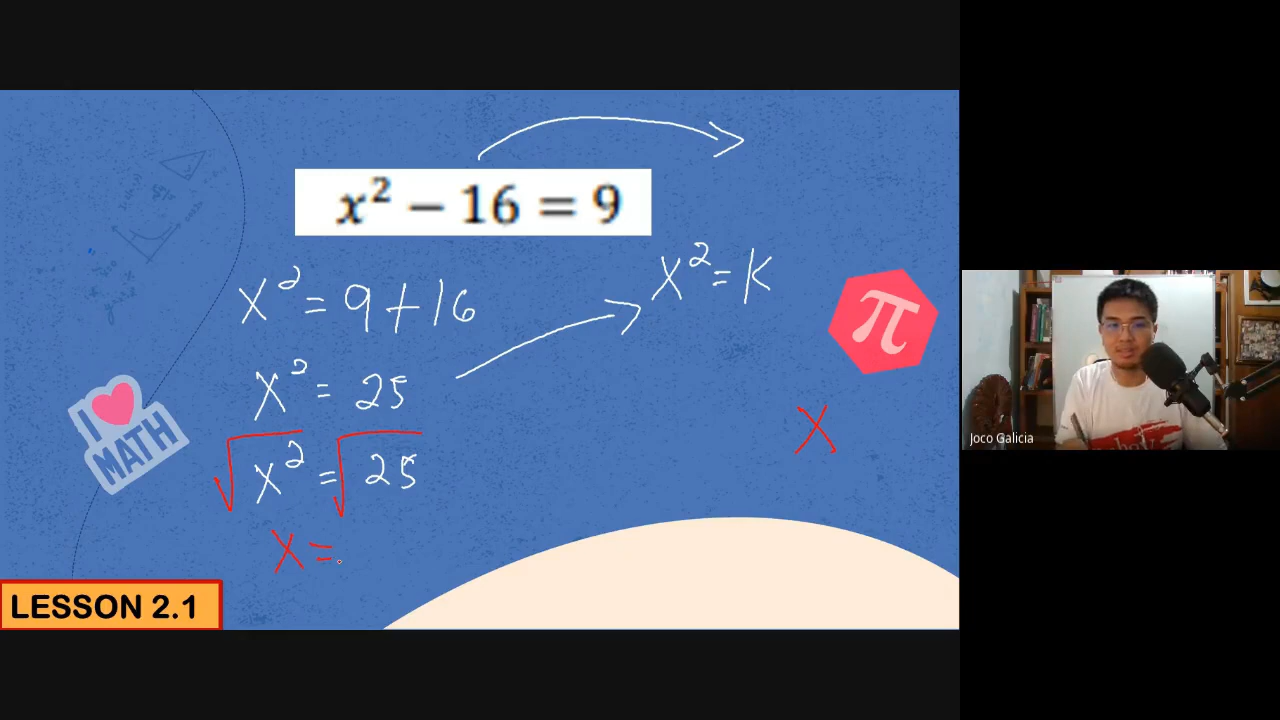 x² − 16 = 9
X² = K
X² = 9 + 16
X² = 25
√X² = √25
X =
X
π
I
MATH
LESSON 2.1
Joco Galicia